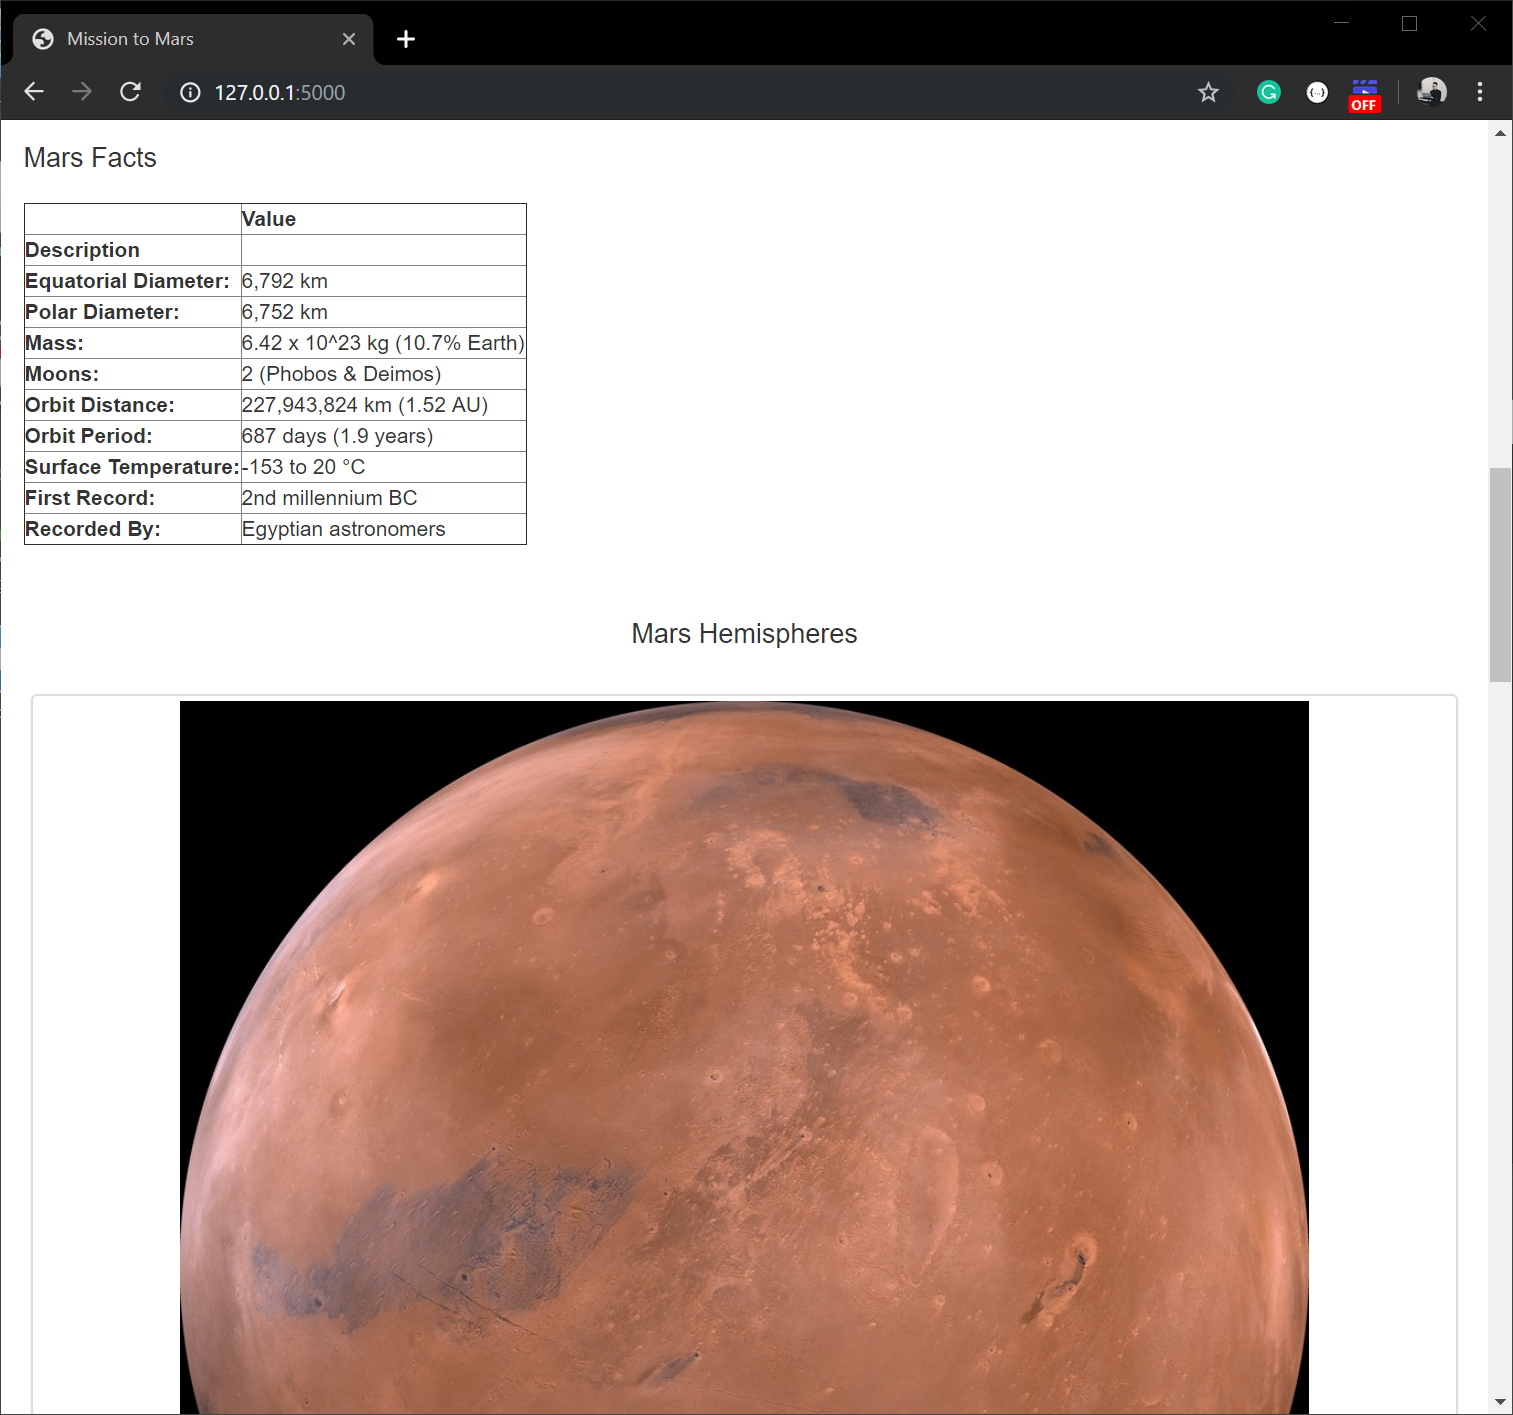 Mission to Mars
127.0.0.1:5000
OFF
Mars Facts
Value
Description
Equatorial Diameter: 6,792 km
Polar Diameter: 6,752 km
Mass: 6.42 x 10^23 kg (10.7% Earth)
Moons: 2 (Phobos & Deimos)
Orbit Distance: 227,943,824 km (1.52 AU)
Orbit Period: 687 days (1.9 years)
Surface Temperature: -153 to 20 °C
First Record: 2nd millennium BC
Recorded By: Egyptian astronomers
Mars Hemispheres